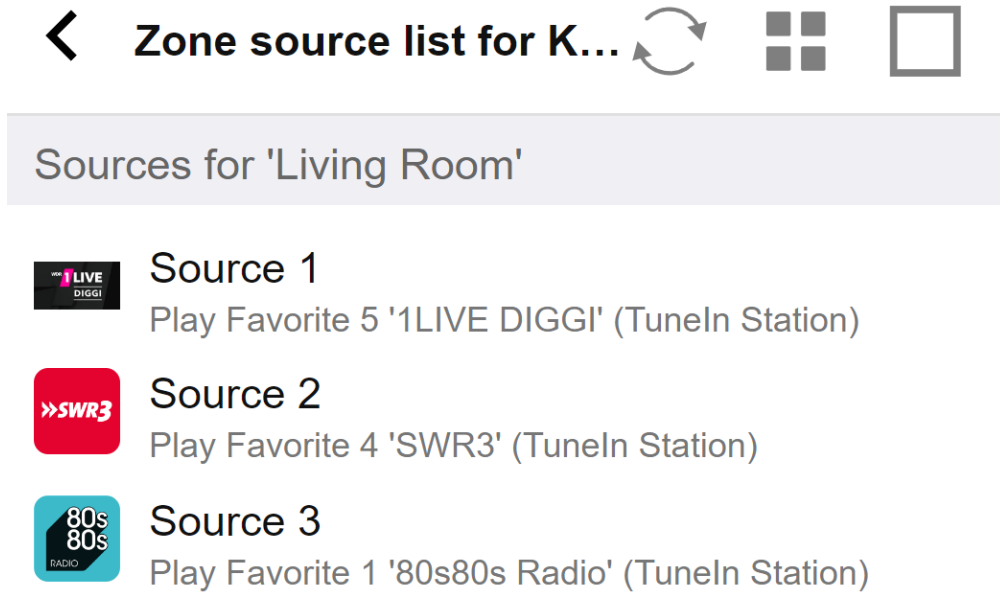 Zone source list for K...
Sources for 'Living Room'
WDR 1LIVE
DIGGI
Source 1
Play Favorite 5 '1LIVE DIGGI' (TuneIn Station)
SWR3
Source 2
Play Favorite 4 'SWR3' (TuneIn Station)
80s
80s
RADIO
Source 3
Play Favorite 1 '80s80s Radio' (TuneIn Station)